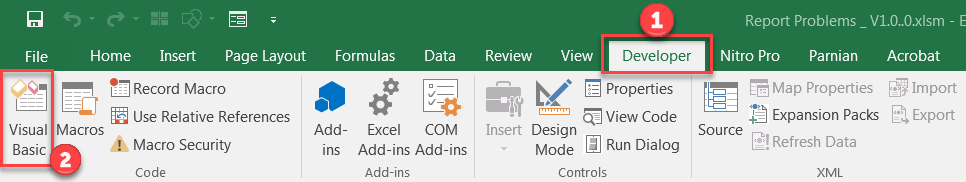 1
Report Problems _ V1.0..0.xlsm - E
File Home Insert Page Layout Formulas Data Review View Developer Nitro Pro Parnian Acrobat
Visual
Basic
2
Macros
Record Macro
Use Relative References
Macro Security
Code
Add-
ins
Excel
Add-ins
COM
Add-ins
Add-ins
Insert
Design
Mode
Properties
View Code
Run Dialog
Controls
Source
Map Properties
Expansion Packs
Refresh Data
Import
Export
XML